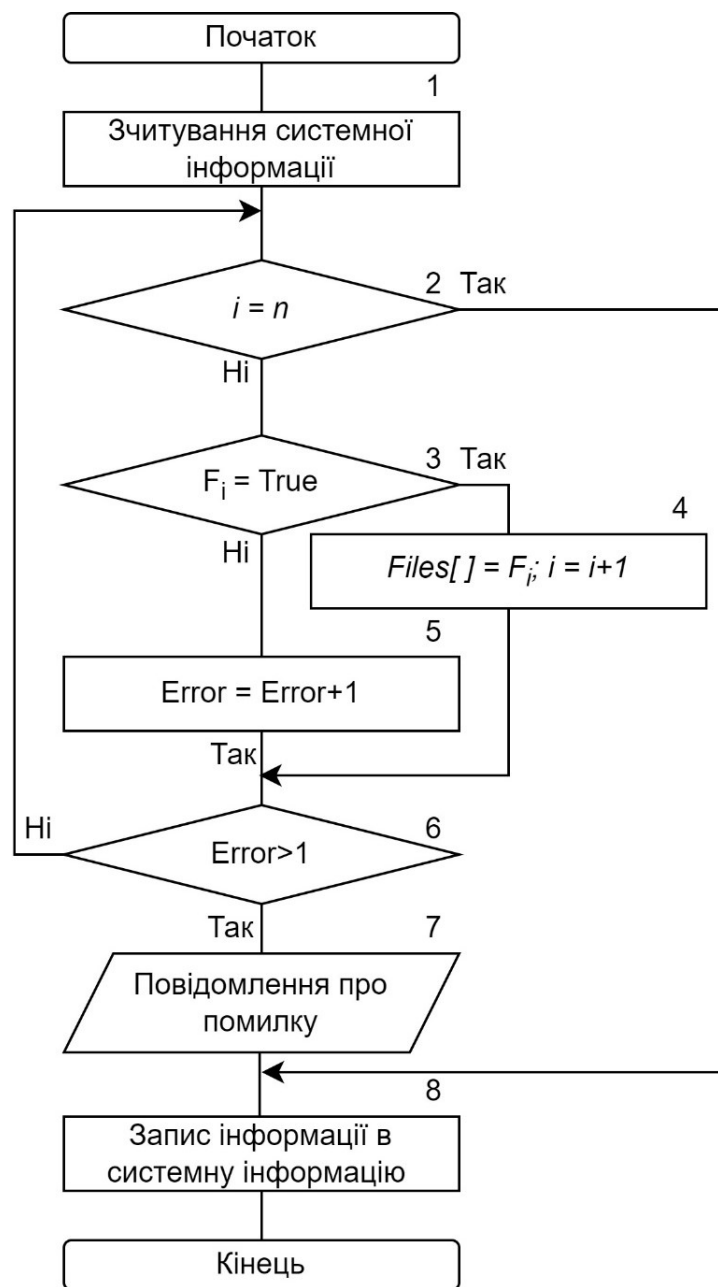 Початок
1
Зчитування системної
інформації
2 Так
i = n
Ні
3 Так
Fi = True
Ні
4
Files[ ] = Fi; i = i+1
5
Error = Error+1
Так
Ні
6
Error>1
Так
7
Повідомлення про
помилку
8
Запис інформації в
системну інформацію
Кінець